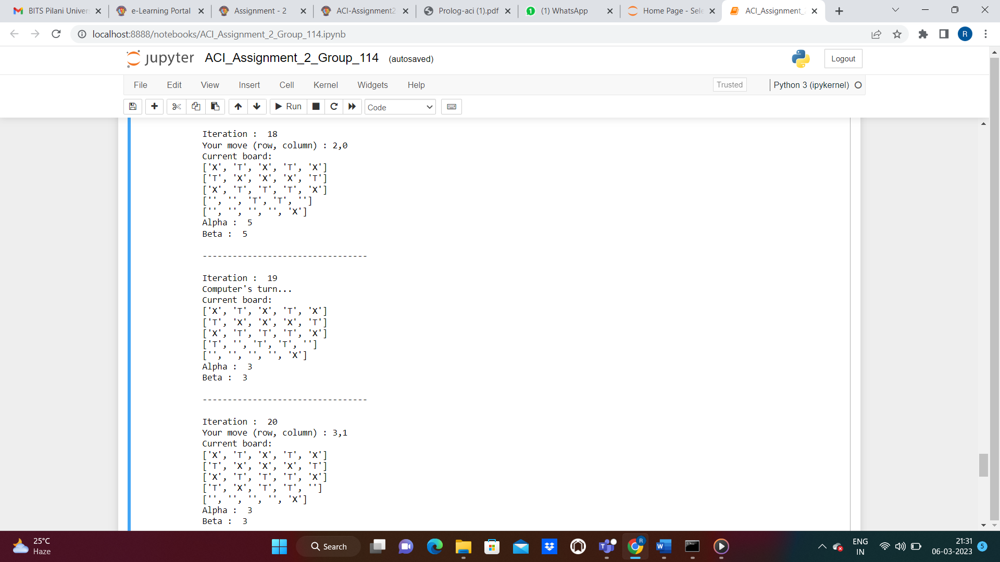 BITS Pilani Univer
e-Learning Portal
Assignment - 2
ACI-Assignment2
Prolog-aci (1).pdf
1 (1) WhatsApp
Home Page - Sele
ACI_Assignment_
localhost:8888/notebooks/ACI_Assignment_2_Group_114.ipynb
R
jupyter ACI_Assignment_2_Group_114 (autosaved)
Logout
File Edit View Insert Cell Kernel Widgets Help
Trusted
Python 3 (ipykernel)
Run
Code
Iteration :  18
Your move (row, column) : 2,0
Current board:
['X', 'T', 'X', 'T', 'X']
['T', 'X', 'X', 'X', 'T']
['X', 'T', 'T', 'T', 'X']
['', '', 'T', 'T', '']
['', '', '', '', 'X']
Alpha :  5
Beta :  5
---------------------------------
Iteration :  19
Computer's turn...
Current board:
['X', 'T', 'X', 'T', 'X']
['T', 'X', 'X', 'X', 'T']
['X', 'T', 'T', 'T', 'X']
['T', '', 'T', 'T', '']
['', '', '', '', 'X']
Alpha :  3
Beta :  3
---------------------------------
Iteration :  20
Your move (row, column) : 3,1
Current board:
['X', 'T', 'X', 'T', 'X']
['T', 'X', 'X', 'X', 'T']
['X', 'T', 'T', 'T', 'X']
['T', 'X', 'T', 'T', '']
['', '', '', '', 'X']
Alpha :  3
Beta :  3
25°C
Haze
Search
ENG
IN
21:31
06-03-2023
5